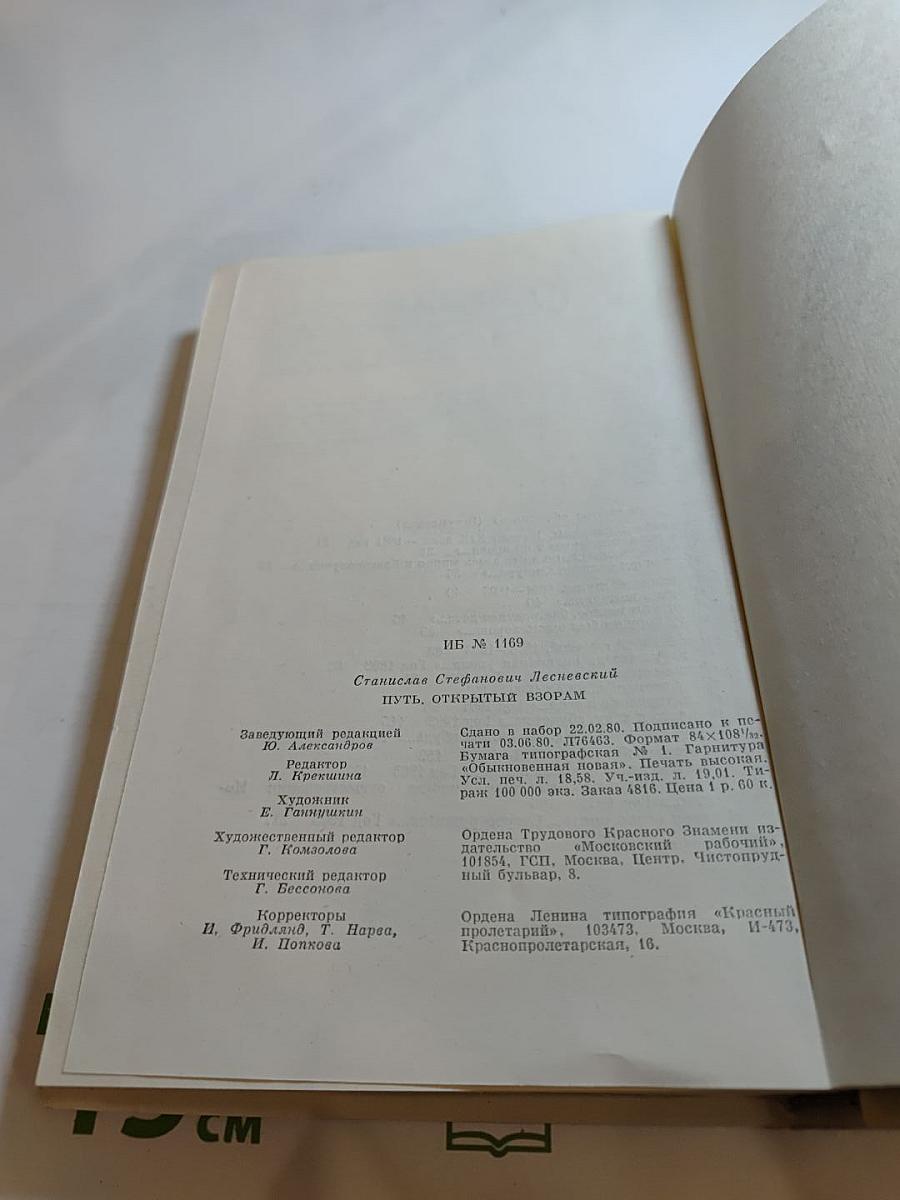 ИБ № 1169
Станислав Стефанович Лесневский
ПУТЬ, ОТКРЫТЫЙ ВЗОРАМ
Заведующий редакцией
Ю. Александров
Редактор
Л. Крекшина
Художник
Е. Ганнушкин
Художественный редактор
Г. Комзолова
Технический редактор
Г. Бессонова
Корректоры
И. Фридлянд, Т. Нарва,
И. Попкова
Сдано в набор 22.02.80. Подписано к пе-
чати 03.06.80. Л76463. Формат 84×108¹/₃₂.
Бумага типографская № 1. Гарнитура
«Обыкновенная новая». Печать высокая.
Усл. печ. л. 18,58. Уч.-изд. л. 19,01. Ти-
раж 100 000 экз. Заказ 4816. Цена 1 р. 60 к.
Ордена Трудового Красного Знамени из-
дательство «Московский рабочий»,
101854, ГСП, Москва, Центр, Чистопруд-
ный бульвар, 8.
Ордена Ленина типография «Красный
пролетарий», 103473, Москва, И-473,
Краснопролетарская, 16.
см